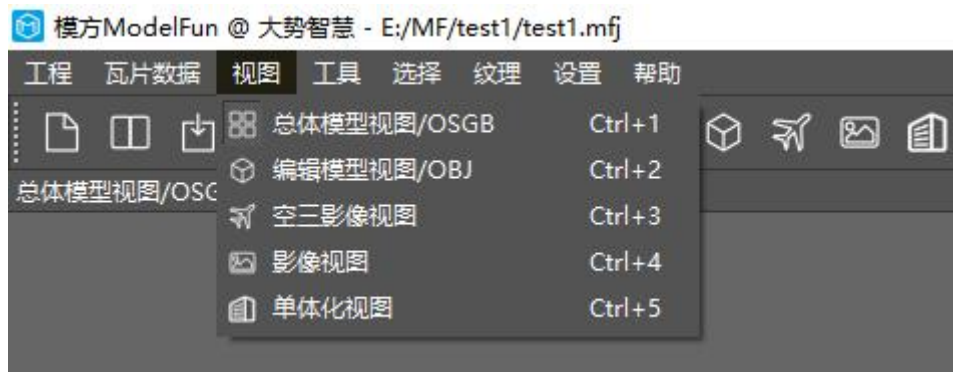 模方ModelFun @ 大势智慧 - E:/MF/test1/test1.mfj
工程 瓦片数据 视图 工具 选择 纹理 设置 帮助
总体模型视图/OSGB Ctrl+1
编辑模型视图/OBJ Ctrl+2
总体模型视图/OSG
空三影像视图 Ctrl+3
影像视图 Ctrl+4
单体化视图 Ctrl+5